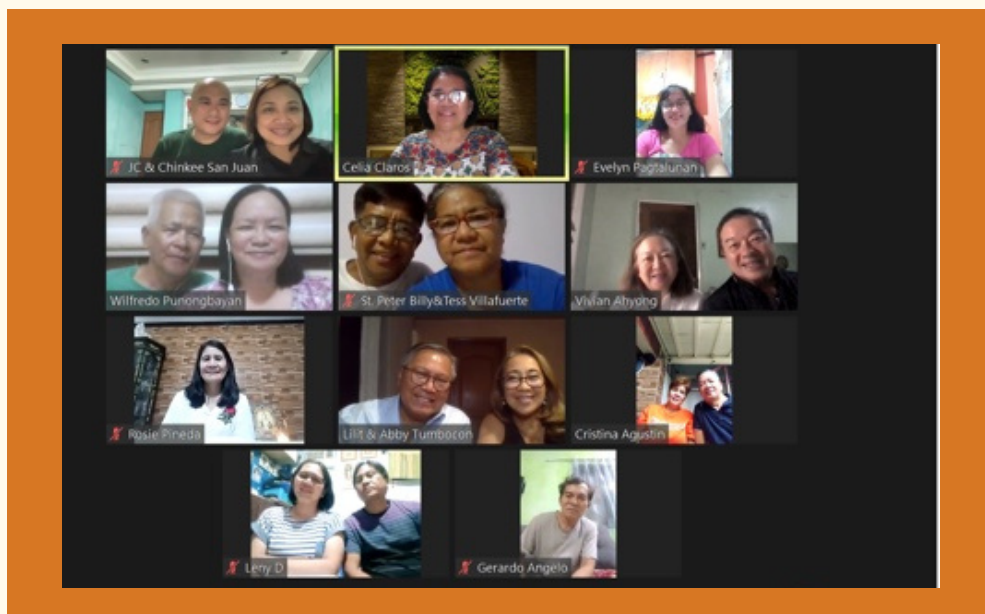 JC & Chinkee San Juan
Celia Claros
Evelyn Pagtalunan
Wilfredo Punongbayan
St. Peter Billy&Tess Villafuerte
Vivian Ahyong
Rosie Pineda
Lilit & Abby Tumbocon
Cristina Agustin
Leny D
Gerardo Angelo